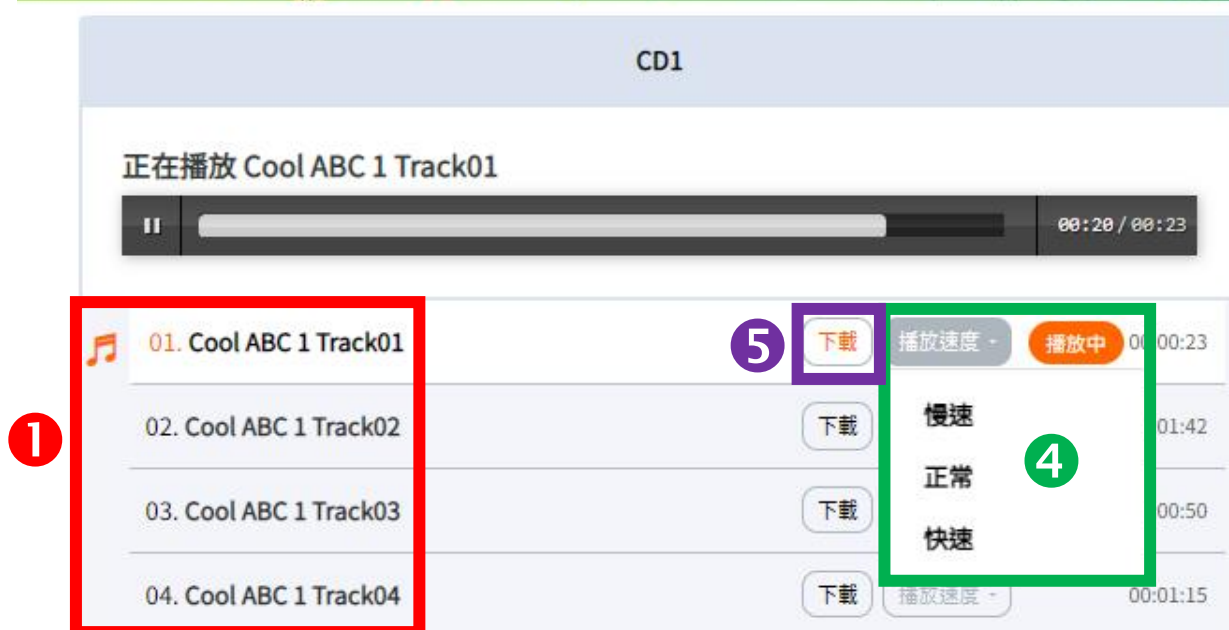 CD1
正在播放 Cool ABC 1 Track01
00:20/00:23
01. Cool ABC 1 Track01 5 下載 播放速度 - 播放中 00:00:23
1 02. Cool ABC 1 Track02 下載 慢速 4 01:42
正常
03. Cool ABC 1 Track03 下載 00:50
快速
04. Cool ABC 1 Track04 下載 播放速度 - 00:01:15